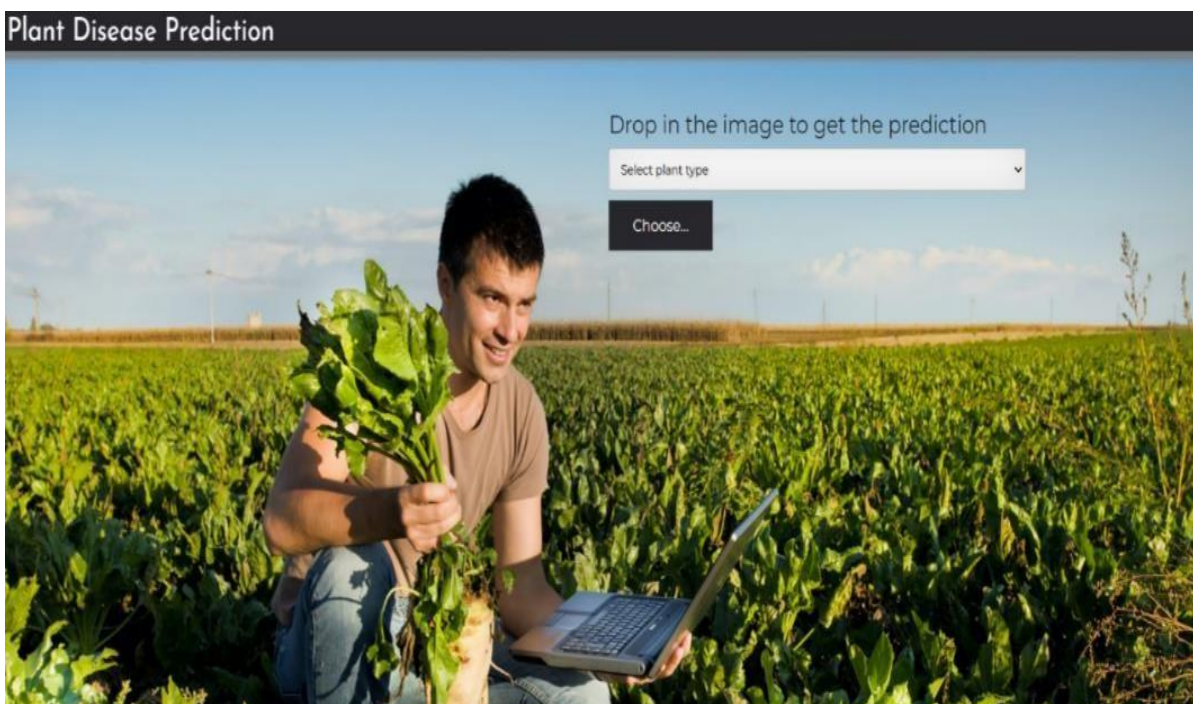 Plant Disease Prediction
Drop in the image to get the prediction
Select plant type
Choose...